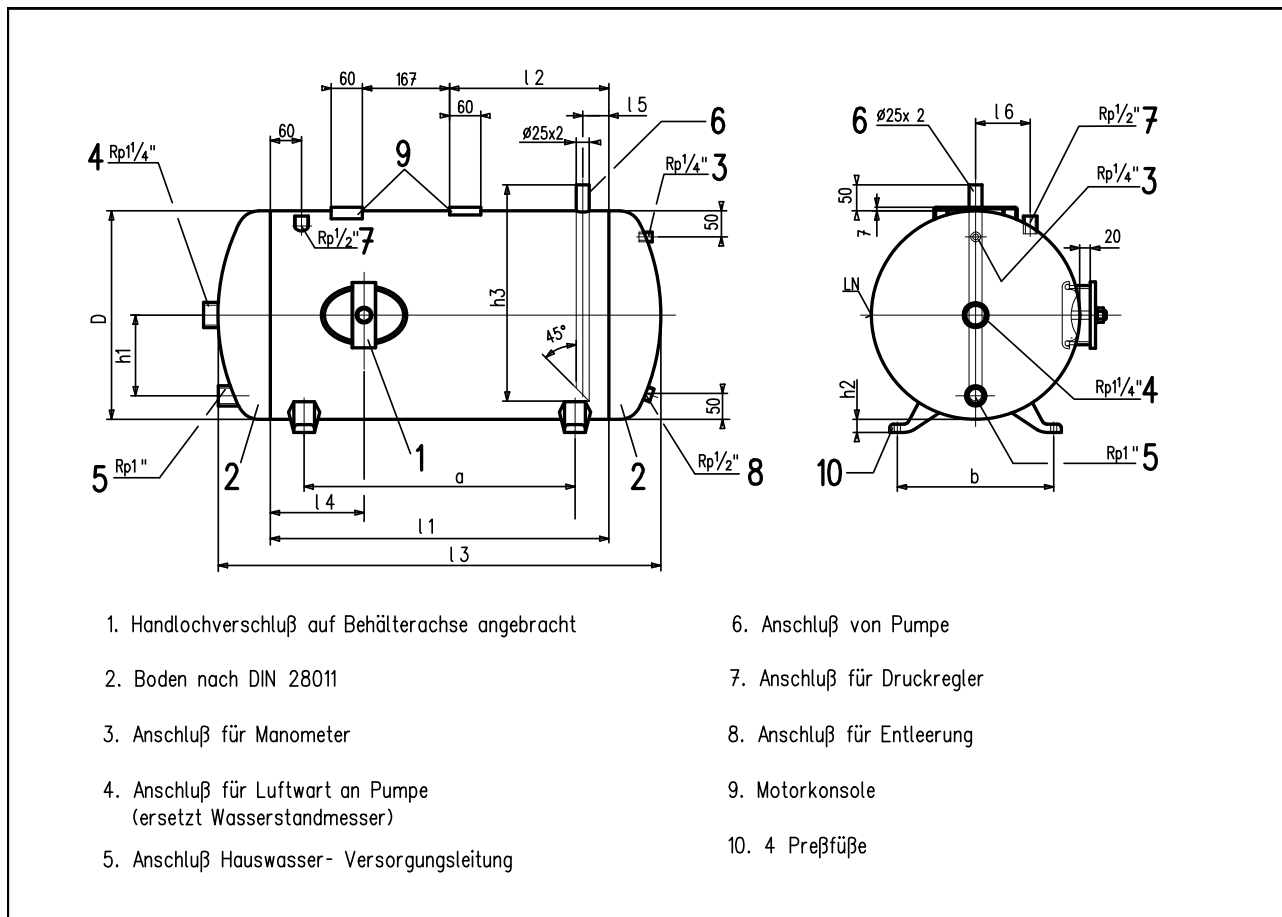 60
167
l 2
60
60
l 5
Ø25x2
6
4 Rp1¼"
9
Rp¼" 3
Rp½" 7
50
D
h1
h3
45°
50
5 Rp1"
2
1
2
Rp½" 8
a
l 4
l 1
l 3
6 Ø25x 2
l 6
Rp½" 7
Rp¼" 3
50
7
20
LN
h2
Rp1¼" 4
10
Rp1" 5
b
1. Handlochverschluß auf Behälterachse angebracht
2. Boden nach DIN 28011
3. Anschluß für Manometer
4. Anschluß für Luftwart an Pumpe
(ersetzt Wasserstandmesser)
5. Anschluß Hauswasser- Versorgungsleitung
6. Anschluß von Pumpe
7. Anschluß für Druckregler
8. Anschluß für Entleerung
9. Motorkonsole
10. 4 Preßfüße